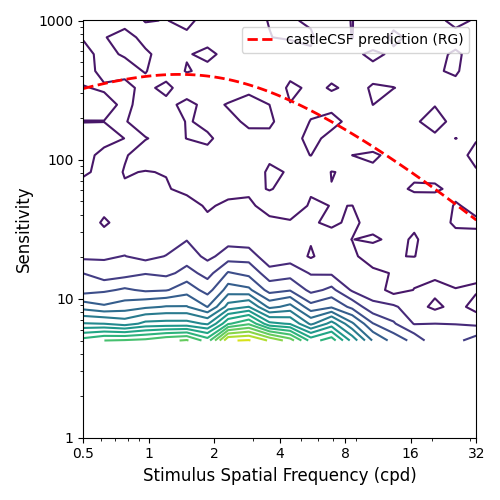 1000
castleCSF prediction (RG)
100
10
1
Sensitivity
0.5 1 2 4 8 16 32
Stimulus Spatial Frequency (cpd)